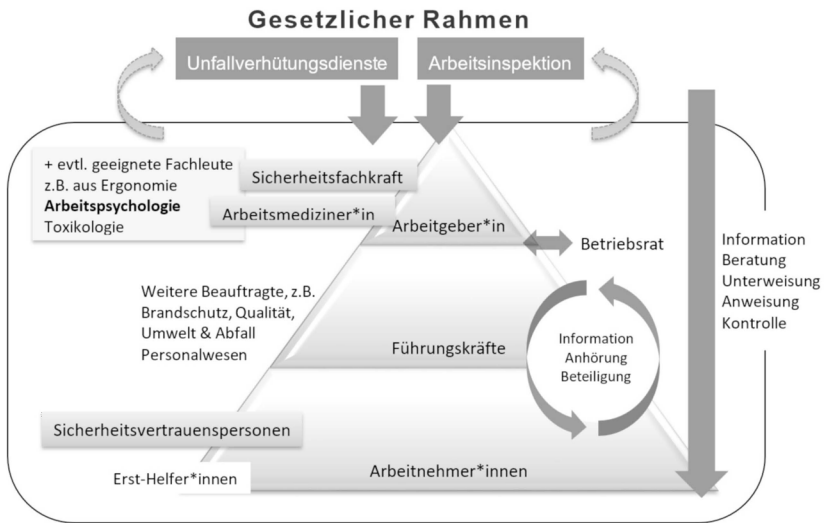 Gesetzlicher Rahmen
Unfallverhütungsdienste
Arbeitsinspektion
+ evtl. geeignete Fachleute
z.B. aus Ergonomie
Arbeitspsychologie
Toxikologie
Sicherheitsfachkraft
Arbeitsmediziner*in
Arbeitgeber*in
Betriebsrat
Information
Beratung
Unterweisung
Anweisung
Kontrolle
Weitere Beauftragte, z.B.
Brandschutz, Qualität,
Umwelt & Abfall
Personalwesen
Führungskräfte
Information
Anhörung
Beteiligung
Sicherheitsvertrauenspersonen
Erst-Helfer*innen
Arbeitnehmer*innen